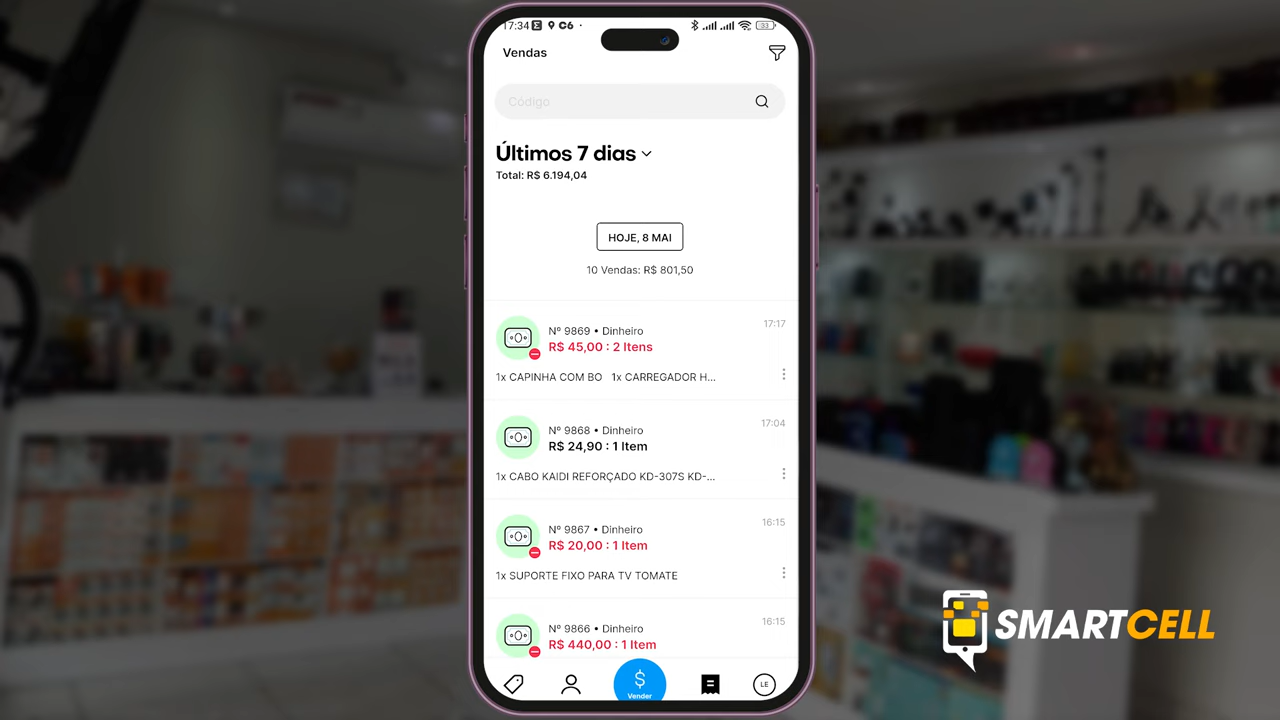 17:34 C6
33
Vendas
Código
Últimos 7 dias
Total: R$ 6.194,04
HOJE, 8 MAI
10 Vendas: R$ 801,50
Nº 9869 • Dinheiro 17:17
R$ 45,00 : 2 Itens
1x CAPINHA COM BO 1x CARREGADOR H...
Nº 9868 • Dinheiro 17:04
R$ 24,90 : 1 Item
1x CABO KAIDI REFORÇADO KD-307S KD-...
Nº 9867 • Dinheiro 16:15
R$ 20,00 : 1 Item
1x SUPORTE FIXO PARA TV TOMATE
Nº 9866 • Dinheiro 16:15
R$ 440,00 : 1 Item
$
Vender
LE
SMARTCELL